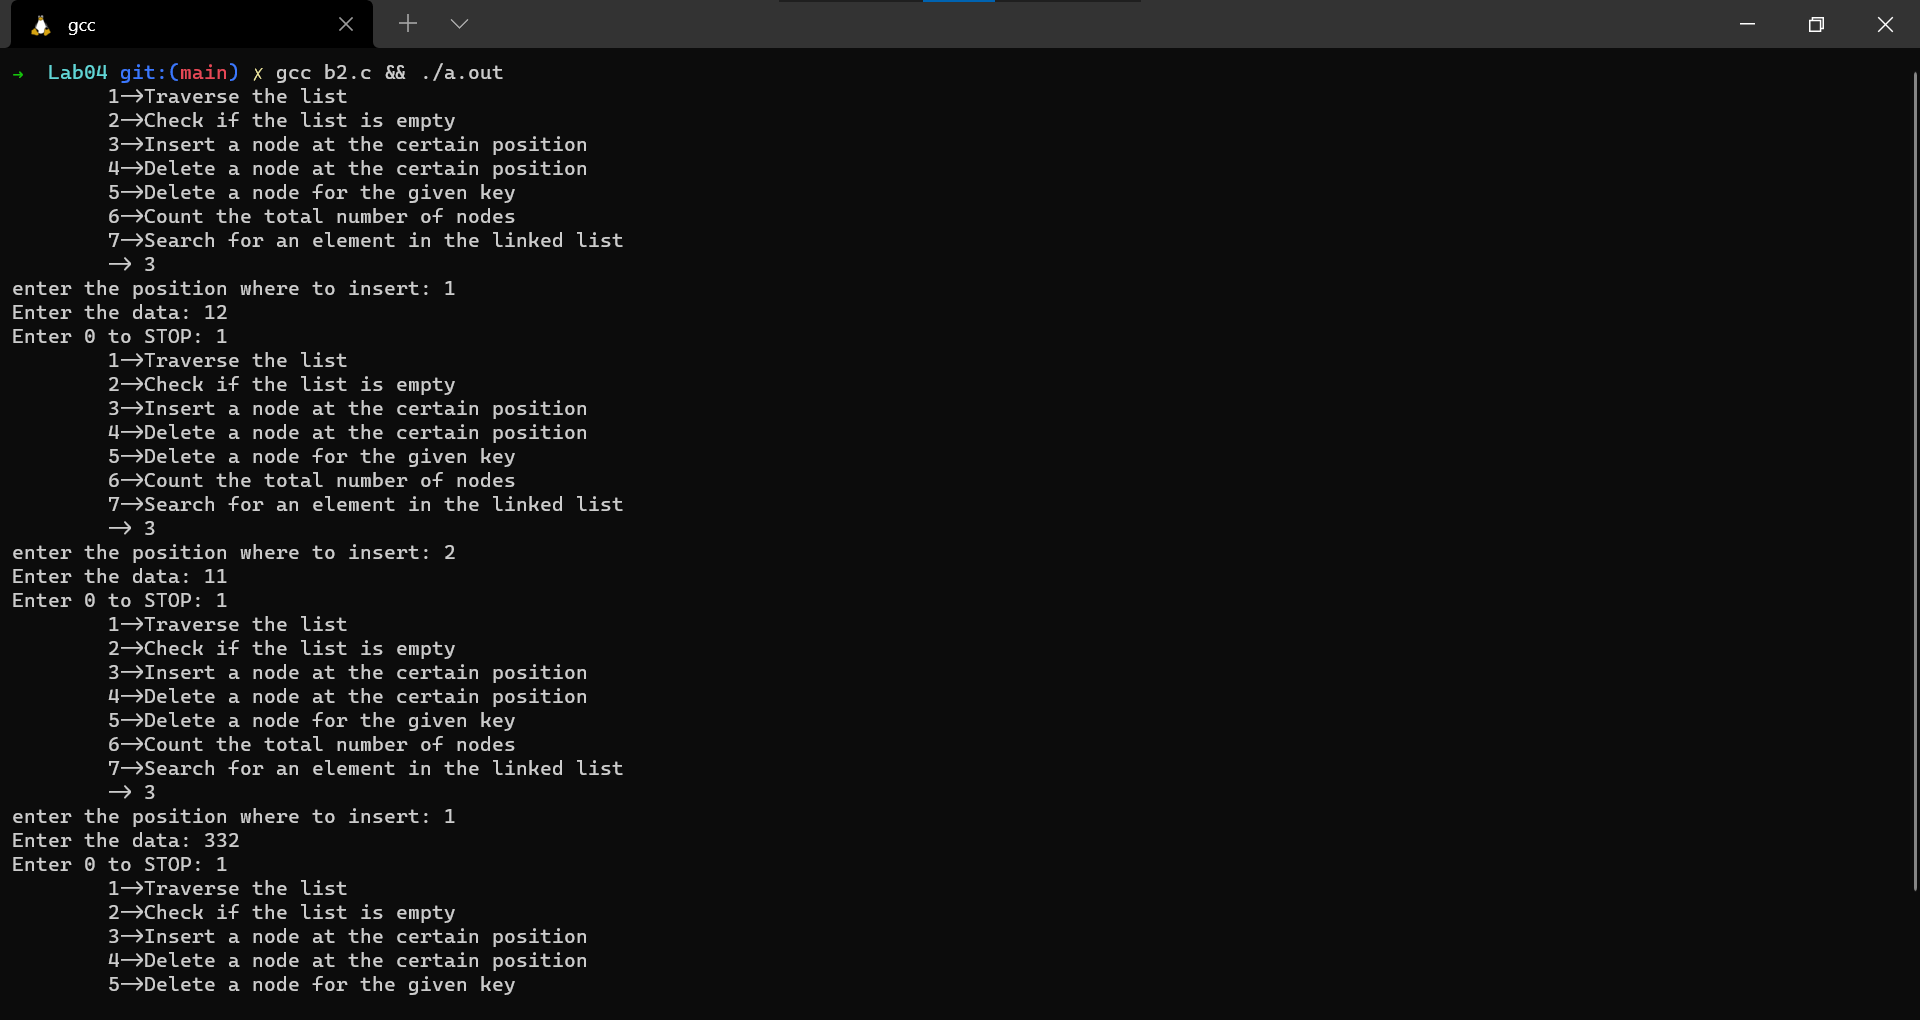 gcc
→ Lab04 git:(main) ✗ gcc b2.c && ./a.out
1-->Traverse the list
2-->Check if the list is empty
3-->Insert a node at the certain position
4-->Delete a node at the certain position
5-->Delete a node for the given key
6-->Count the total number of nodes
7-->Search for an element in the linked list
--> 3
enter the position where to insert: 1
Enter the data: 12
Enter 0 to STOP: 1
1-->Traverse the list
2-->Check if the list is empty
3-->Insert a node at the certain position
4-->Delete a node at the certain position
5-->Delete a node for the given key
6-->Count the total number of nodes
7-->Search for an element in the linked list
--> 3
enter the position where to insert: 2
Enter the data: 11
Enter 0 to STOP: 1
1-->Traverse the list
2-->Check if the list is empty
3-->Insert a node at the certain position
4-->Delete a node at the certain position
5-->Delete a node for the given key
6-->Count the total number of nodes
7-->Search for an element in the linked list
--> 3
enter the position where to insert: 1
Enter the data: 332
Enter 0 to STOP: 1
1-->Traverse the list
2-->Check if the list is empty
3-->Insert a node at the certain position
4-->Delete a node at the certain position
5-->Delete a node for the given key